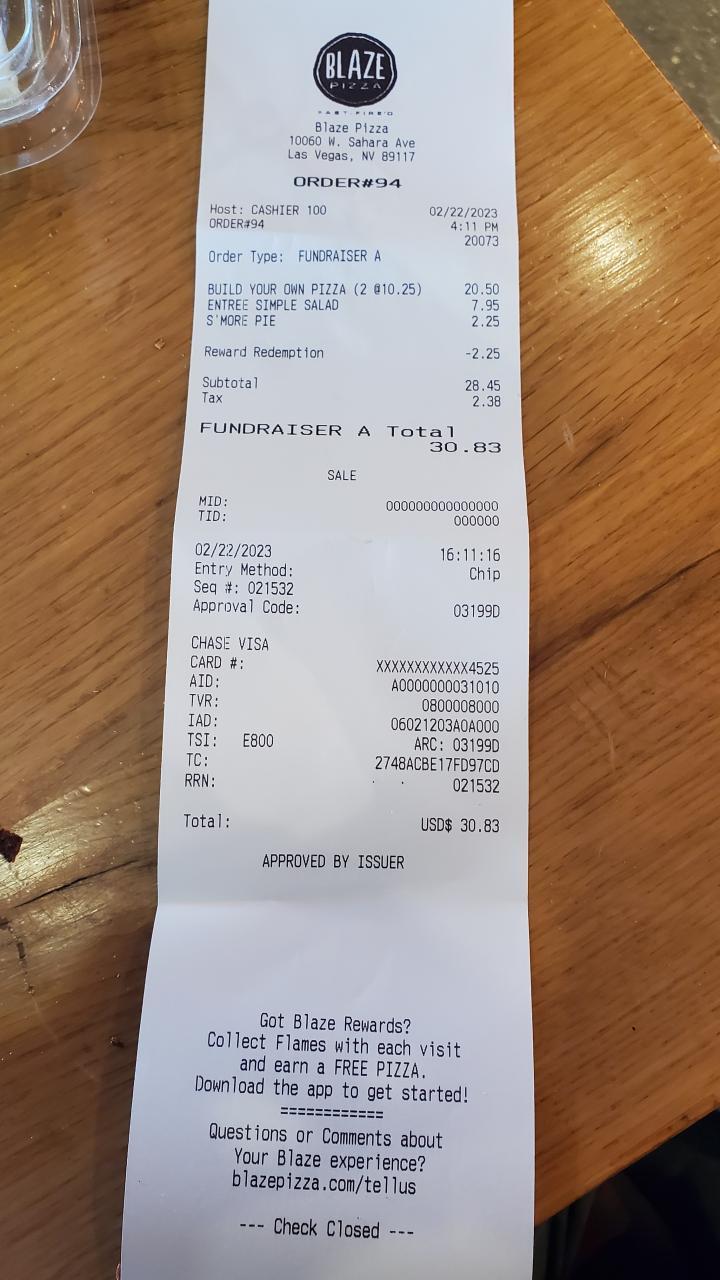 BLAZE
PIZZA
FAST-FIRE'D
Blaze Pizza
10060 W. Sahara Ave
Las Vegas, NV 89117
ORDER#94
Host: CASHIER 100 02/22/2023
ORDER#94 4:11 PM
20073
Order Type: FUNDRAISER A
BUILD YOUR OWN PIZZA (2 @10.25) 20.50
ENTREE SIMPLE SALAD 7.95
S'MORE PIE 2.25
Reward Redemption -2.25
Subtotal 28.45
Tax 2.38
FUNDRAISER A Total
30.83
SALE
MID: 000000000000000
TID: 000000
02/22/2023 16:11:16
Entry Method: Chip
Seq #: 021532
Approval Code: 03199D
CHASE VISA
CARD #: XXXXXXXXXXXX4525
AID: A0000000031010
TVR: 0800008000
IAD: 06021203A0A000
TSI: E800 ARC: 03199D
TC: 2748ACBE17FD97CD
RRN: 021532
Total: USD$ 30.83
APPROVED BY ISSUER
Got Blaze Rewards?
Collect Flames with each visit
and earn a FREE PIZZA.
Download the app to get started!
============
Questions or Comments about
Your Blaze experience?
blazepizza.com/tellus
--- Check Closed ---